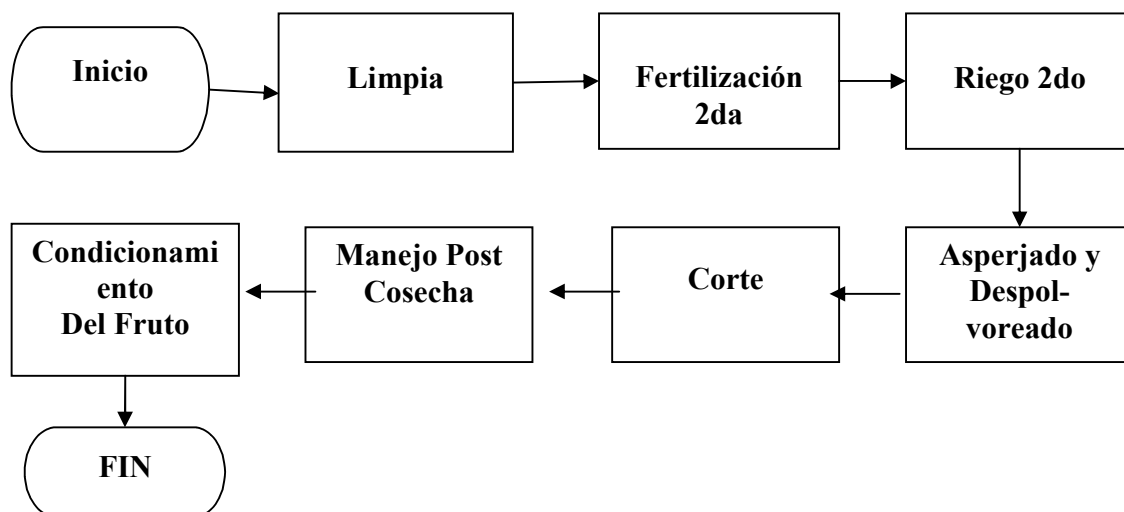 Inicio
Limpia
Fertilización
2da
Riego 2do
Asperjado y
Despol-
voreado
Corte
Manejo Post
Cosecha
Condicionami
ento
Del Fruto
FIN